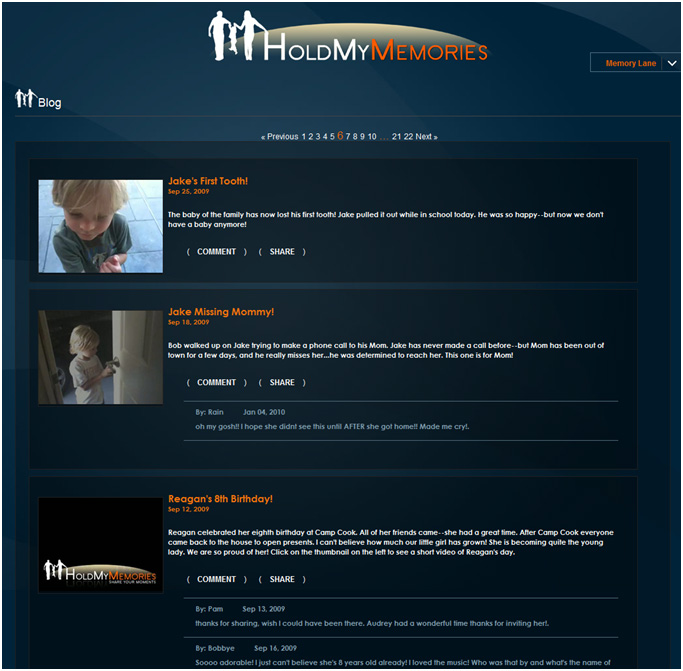 HOLDMYMEMORIES
Memory Lane
Blog
« Previous 1 2 3 4 5 6 7 8 9 10 ... 21 22 Next »
Jake's First Tooth!
Sep 25, 2009
The baby of the family has now lost his first tooth! Jake pulled it out while in school today. He was so happy--but now we don't
have a baby anymore!
( COMMENT ) ( SHARE )
Jake Missing Mommy!
Sep 18, 2009
Bob walked up on Jake trying to make a phone call to his Mom. Jake has never made a call before--but Mom has been out of
town for a few days, and he really misses her...he was determined to reach her. This one is for Mom!
( COMMENT ) ( SHARE )
By: Rain Jan 04, 2010
oh my gosh!! I hope she didnt see this until AFTER she got home!! Made me cry!.
Reagan's 8th Birthday!
Sep 12, 2009
Reagan celebrated her eighth birthday at Camp Cook. All of her friends came--she had a great time. After Camp Cook everyone
came back to the house to open presents. I can't believe how much our little girl has grown! She is becoming quite the young
lady. We are so proud of her! Click on the thumbnail on the left to see a short video of Reagan's day.
HOLDMYMEMORIES
SHARE YOUR MOMENTS
( COMMENT ) ( SHARE )
By: Pam Sep 13, 2009
thanks for sharing, wish I could have been there. Audrey had a wonderful time thanks for inviting her!.
By: Bobbye Sep 16, 2009
Soooo adorable! I just can't believe she's 8 years old already! I loved the music! Who was that by and what's the name of